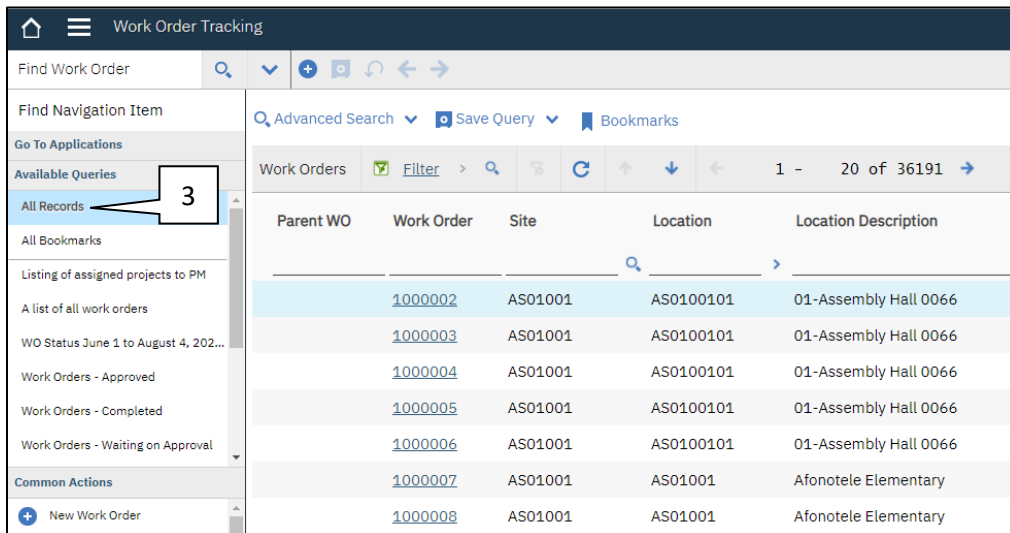 Work Order Tracking
Find Work Order
Find Navigation Item
Go To Applications
Available Queries
All Records
3
All Bookmarks
Listing of assigned projects to PM
A list of all work orders
WO Status June 1 to August 4, 202...
Work Orders - Approved
Work Orders - Completed
Work Orders - Waiting on Approval
Common Actions
New Work Order
Advanced Search Save Query Bookmarks
Work Orders Filter > 1 - 20 of 36191
Parent WO Work Order Site Location Location Description
1000002 AS01001 AS0100101 01-Assembly Hall 0066
1000003 AS01001 AS0100101 01-Assembly Hall 0066
1000004 AS01001 AS0100101 01-Assembly Hall 0066
1000005 AS01001 AS0100101 01-Assembly Hall 0066
1000006 AS01001 AS0100101 01-Assembly Hall 0066
1000007 AS01001 AS01001 Afonotele Elementary
1000008 AS01001 AS01001 Afonotele Elementary